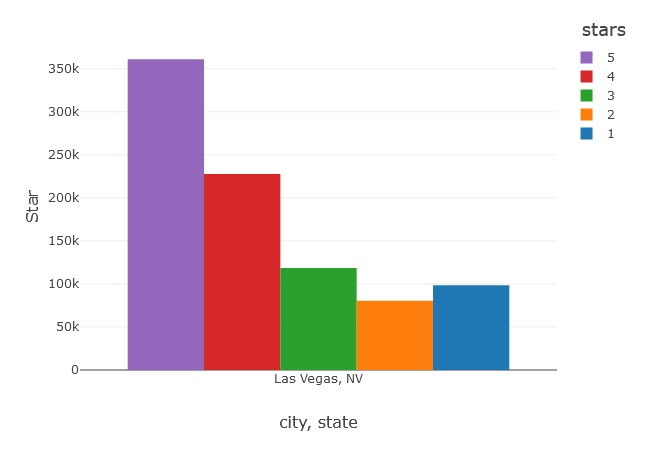 stars
5
4
3
2
1
Star
350k
300k
250k
200k
150k
100k
50k
0
Las Vegas, NV
city, state